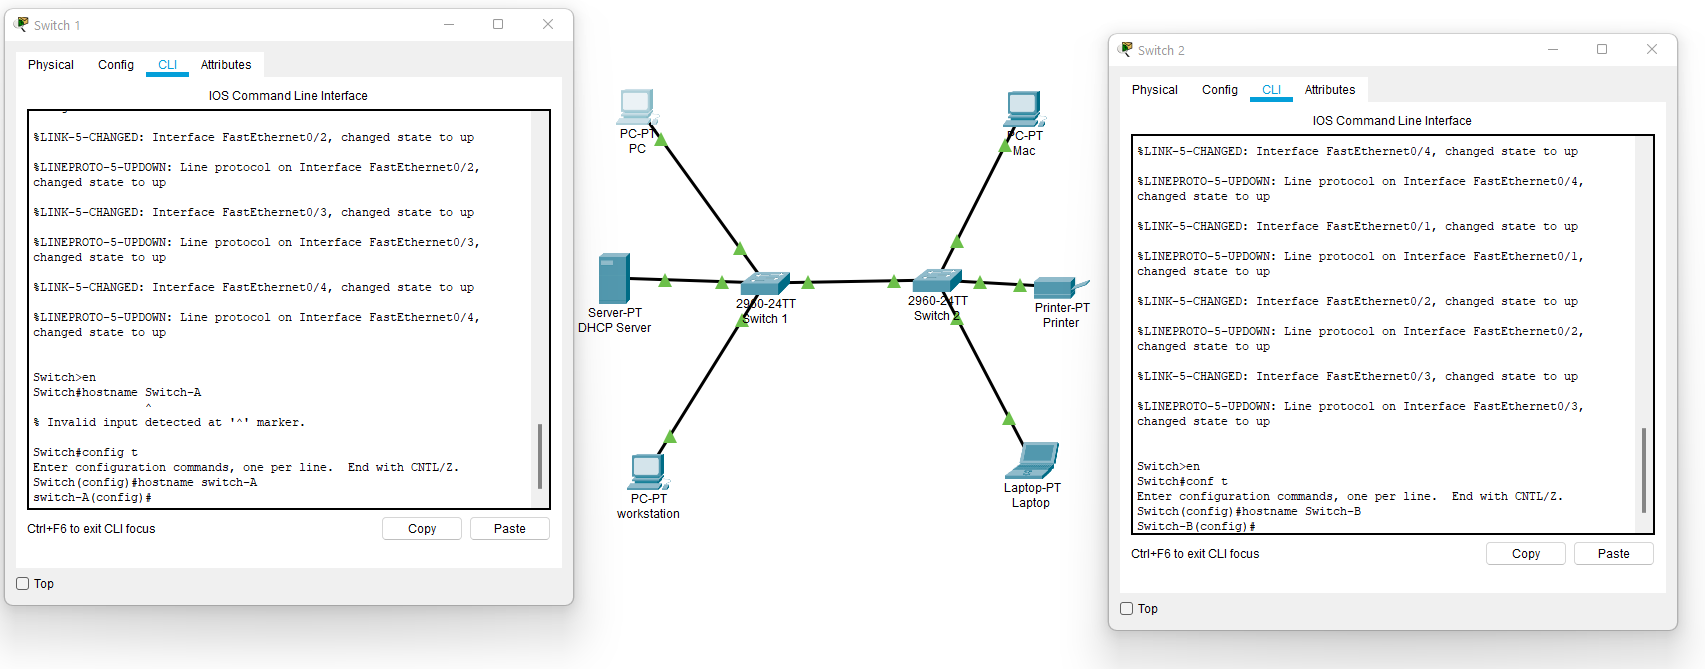 Switch 1
Physical Config CLI Attributes
IOS Command Line Interface
%LINK-5-CHANGED: Interface FastEthernet0/2, changed state to up
%LINEPROTO-5-UPDOWN: Line protocol on Interface FastEthernet0/2,
changed state to up
%LINK-5-CHANGED: Interface FastEthernet0/3, changed state to up
%LINEPROTO-5-UPDOWN: Line protocol on Interface FastEthernet0/3,
changed state to up
%LINK-5-CHANGED: Interface FastEthernet0/4, changed state to up
%LINEPROTO-5-UPDOWN: Line protocol on Interface FastEthernet0/4,
changed state to up
Switch>en
Switch#hostname Switch-A
^
% Invalid input detected at '^' marker.
Switch#config t
Enter configuration commands, one per line.  End with CNTL/Z.
Switch(config)#hostname switch-A
switch-A(config)#
Ctrl+F6 to exit CLI focus
Copy Paste
Top
PC-PT
PC
Server-PT
DHCP Server
PC-PT
workstation
2960-24TT
Switch 1
2960-24TT
Switch 2
PC-PT
Mac
Printer-PT
Printer
Laptop-PT
Laptop
Switch 2
Physical Config CLI Attributes
IOS Command Line Interface
%LINK-5-CHANGED: Interface FastEthernet0/4, changed state to up
%LINEPROTO-5-UPDOWN: Line protocol on Interface FastEthernet0/4,
changed state to up
%LINK-5-CHANGED: Interface FastEthernet0/1, changed state to up
%LINEPROTO-5-UPDOWN: Line protocol on Interface FastEthernet0/1,
changed state to up
%LINK-5-CHANGED: Interface FastEthernet0/2, changed state to up
%LINEPROTO-5-UPDOWN: Line protocol on Interface FastEthernet0/2,
changed state to up
%LINK-5-CHANGED: Interface FastEthernet0/3, changed state to up
%LINEPROTO-5-UPDOWN: Line protocol on Interface FastEthernet0/3,
changed state to up
Switch>en
Switch#conf t
Enter configuration commands, one per line.  End with CNTL/Z.
Switch(config)#hostname Switch-B
Switch-B(config)#
Ctrl+F6 to exit CLI focus
Copy Paste
Top